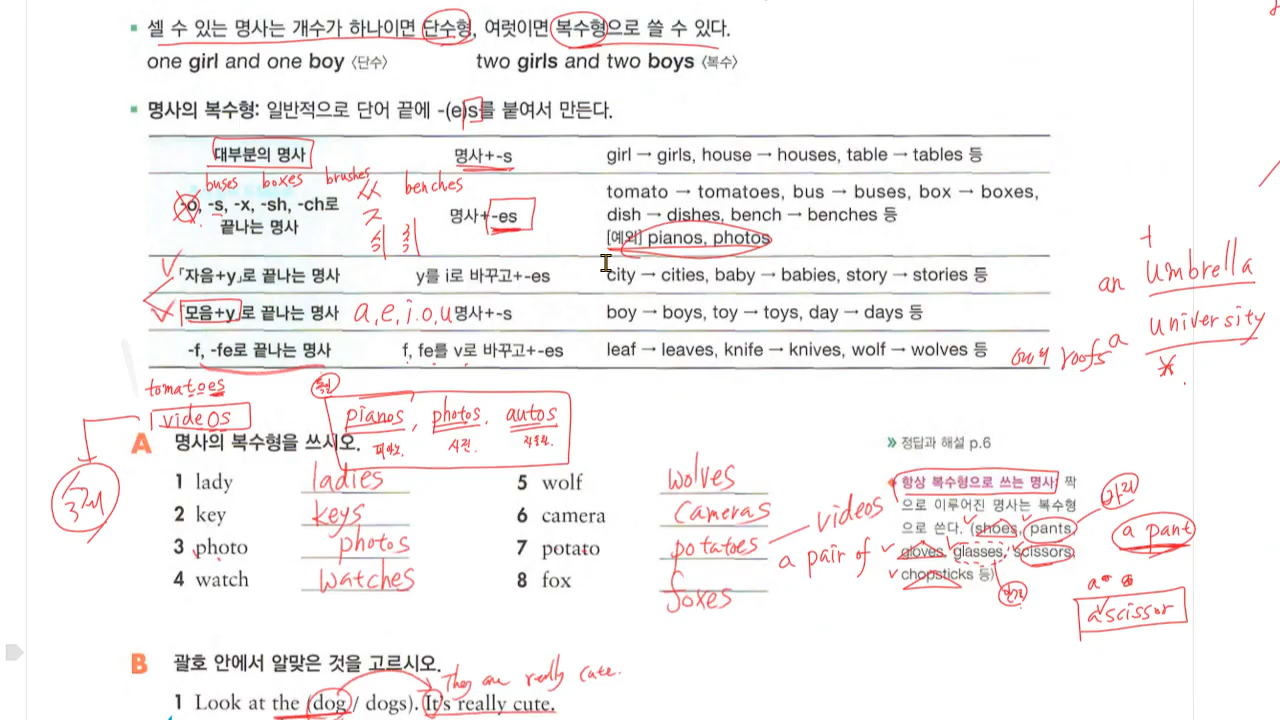 ▪ 셀 수 있는 명사는 개수가 하나이면 단수형, 여럿이면 복수형으로 쓸 수 있다.
one girl and one boy 〈단수〉 two girls and two boys 〈복수〉
▪ 명사의 복수형: 일반적으로 단어 끝에 -(e)s를 붙여서 만든다.
대부분의 명사 명사+-s girl → girls, house → houses, table → tables 등
buses boxes brushes benches
-o, -s, -x, -sh, -ch로 끝나는 명사 명사+-es tomato → tomatoes, bus → buses, box → boxes,
dish → dishes, bench → benches 등
[예외] pianos, photos
「자음+y」로 끝나는 명사 y를 i로 바꾸고+-es city → cities, baby → babies, story → stories 등
「모음+y」로 끝나는 명사 a, e, i, o, u 명사+-s boy → boys, toy → toys, day → days 등
-f, -fe로 끝나는 명사 f, fe를 v로 바꾸고+-es leaf → leaves, knife → knives, wolf → wolves 등
roofs
an umbrella
a university
tomatoes
videos
pianos, photos, autos
피아노 사진
A 명사의 복수형을 쓰시오.
» 정답과 해설 p.6
1 lady ladies
2 key keys
3 photo photos
4 watch watches
5 wolf wolves
6 camera cameras
7 potato potatoes
8 fox foxes
videos
a pair of
항상 복수형으로 쓰는 명사 짝
으로 이루어진 명사는 복수형
으로 쓴다. (shoes, pants,
gloves, glasses, scissors,
chopsticks 등)
바지
a pant
a scissor
B 괄호 안에서 알맞은 것을 고르시오.
They are really cute.
1 Look at the (dog / dogs). It's really cute.